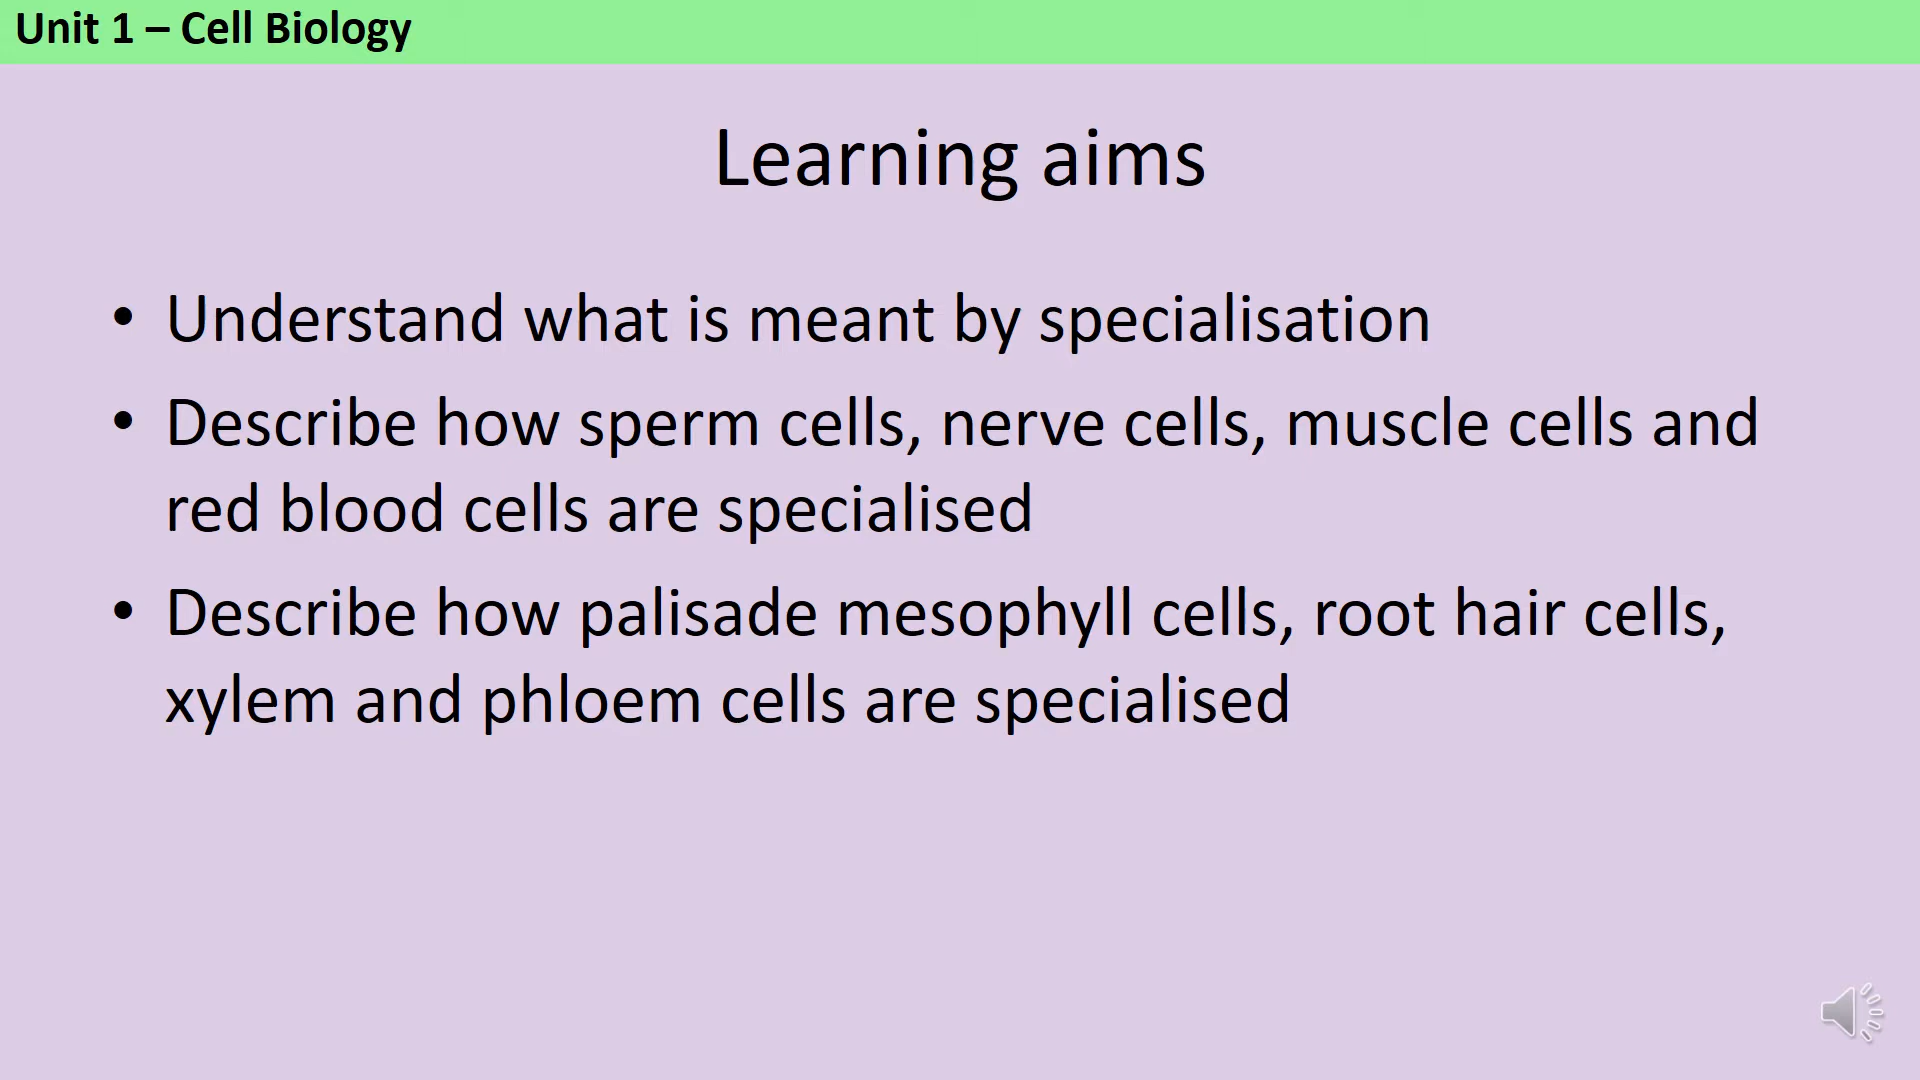 Unit 1 – Cell Biology
Learning aims
• Understand what is meant by specialisation
• Describe how sperm cells, nerve cells, muscle cells and
red blood cells are specialised
• Describe how palisade mesophyll cells, root hair cells,
xylem and phloem cells are specialised